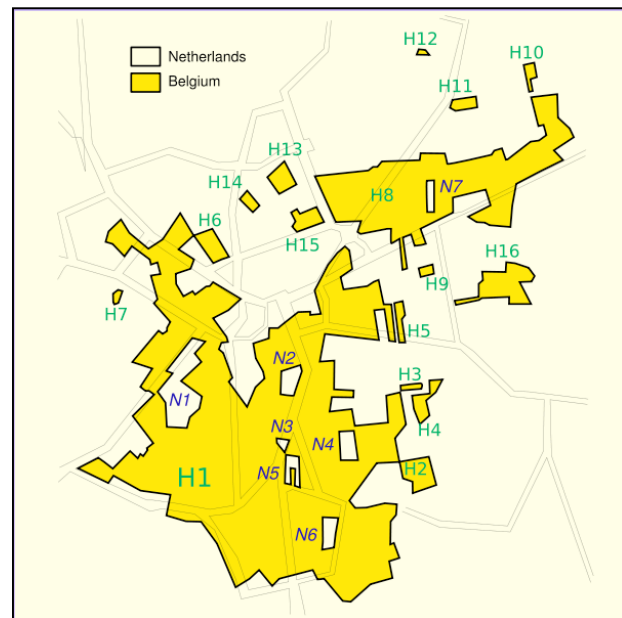 Netherlands
Belgium
H12
H10
H11
H13
H14
H8
N7
H6
H15
H16
H9
H7
H5
N2
H3
N1
N3
N4
H4
H1
N5
H2
N6